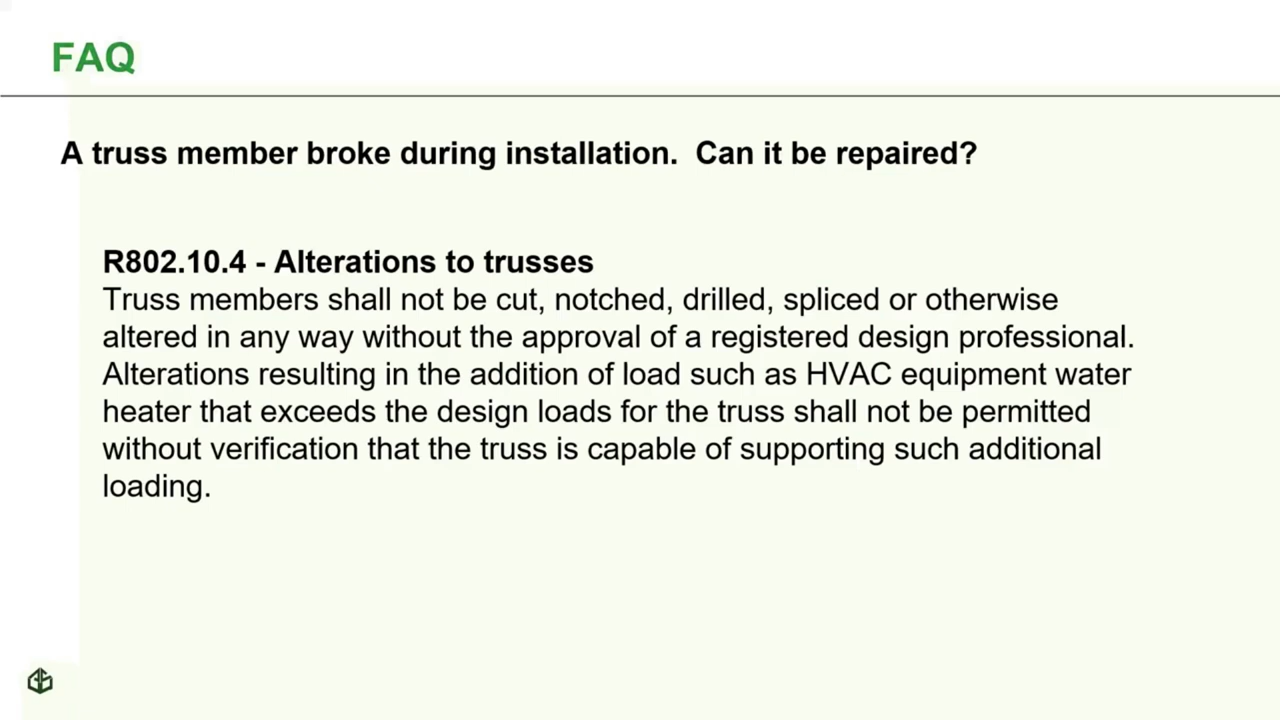 FAQ
A truss member broke during installation.  Can it be repaired?
R802.10.4 - Alterations to trusses
Truss members shall not be cut, notched, drilled, spliced or otherwise
altered in any way without the approval of a registered design professional.
Alterations resulting in the addition of load such as HVAC equipment water
heater that exceeds the design loads for the truss shall not be permitted
without verification that the truss is capable of supporting such additional
loading.